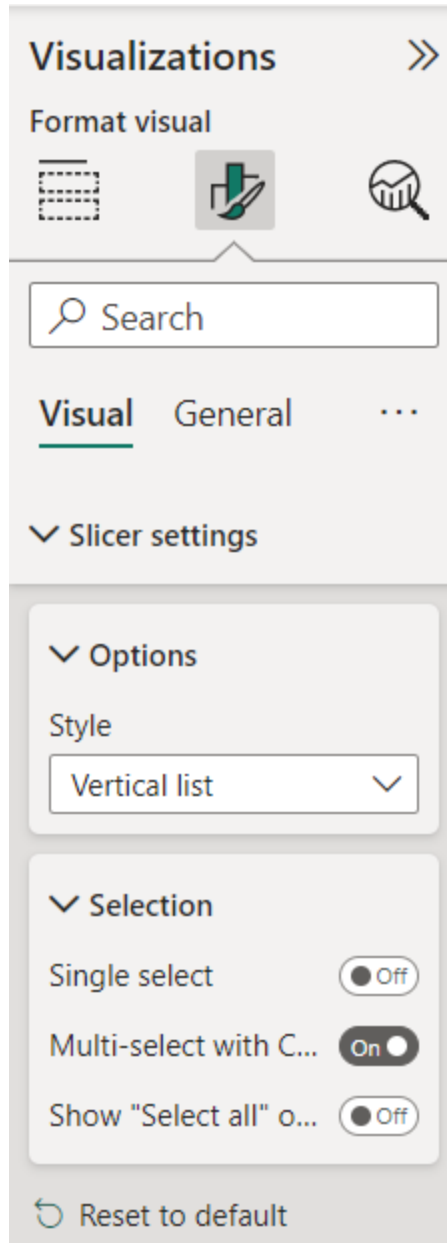 Visualizations
Format visual
Search
Visual General ...
Slicer settings
Options
Style
Vertical list
Selection
Single select Off
Multi-select with C... On
Show "Select all" o... Off
Reset to default